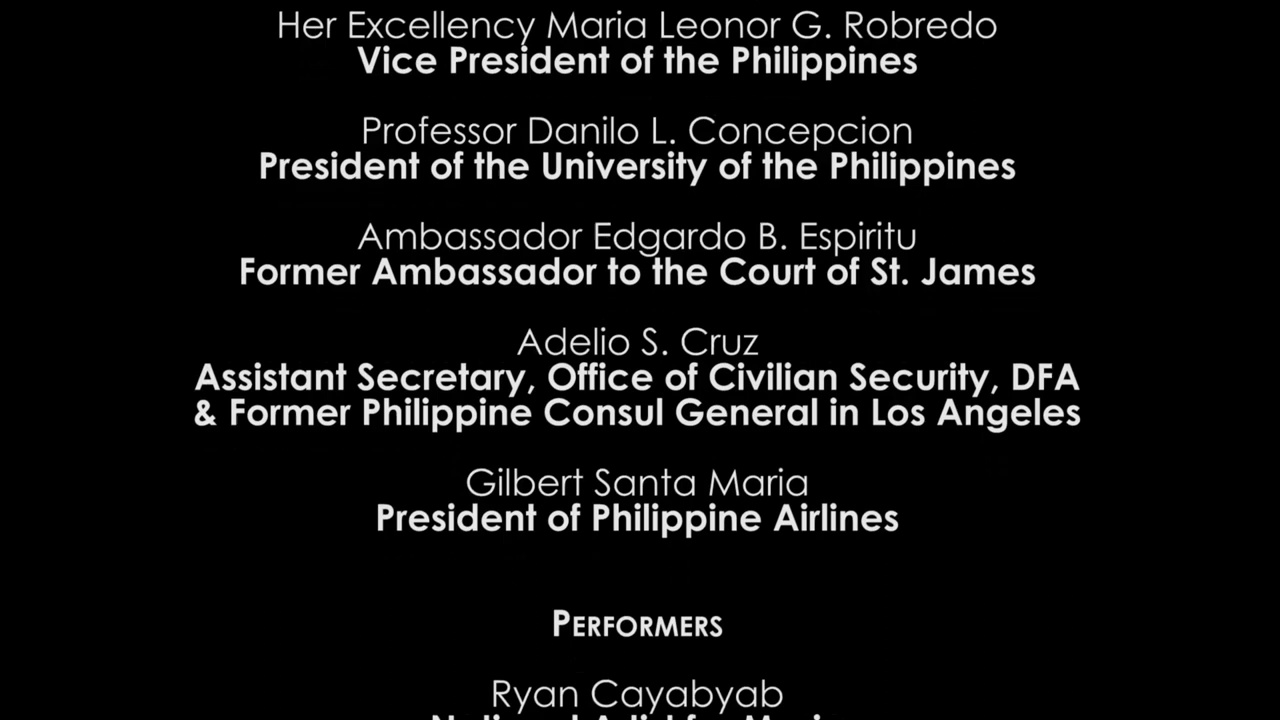 Her Excellency Maria Leonor G. Robredo
Vice President of the Philippines
Professor Danilo L. Concepcion
President of the University of the Philippines
Ambassador Edgardo B. Espiritu
Former Ambassador to the Court of St. James
Adelio S. Cruz
Assistant Secretary, Office of Civilian Security, DFA
& Former Philippine Consul General in Los Angeles
Gilbert Santa Maria
President of Philippine Airlines
PERFORMERS
Ryan Cayabyab